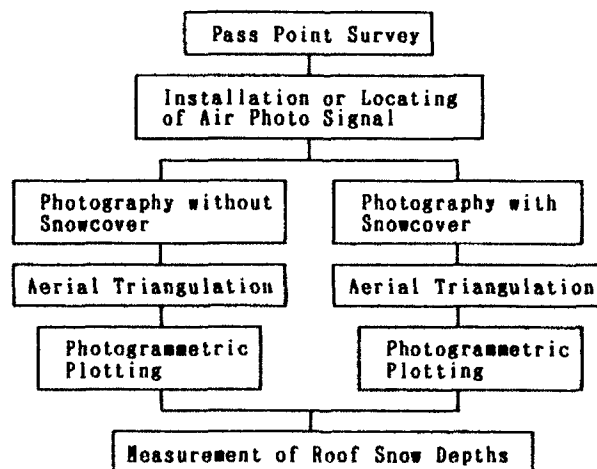 Pass Point Survey
Installation or Locating
of Air Photo Signal
Photography without
Snowcover
Photography with
Snowcover
Aerial Triangulation
Aerial Triangulation
Photogrammetric
Plotting
Photogrammetric
Plotting
Measurement of Roof Snow Depths